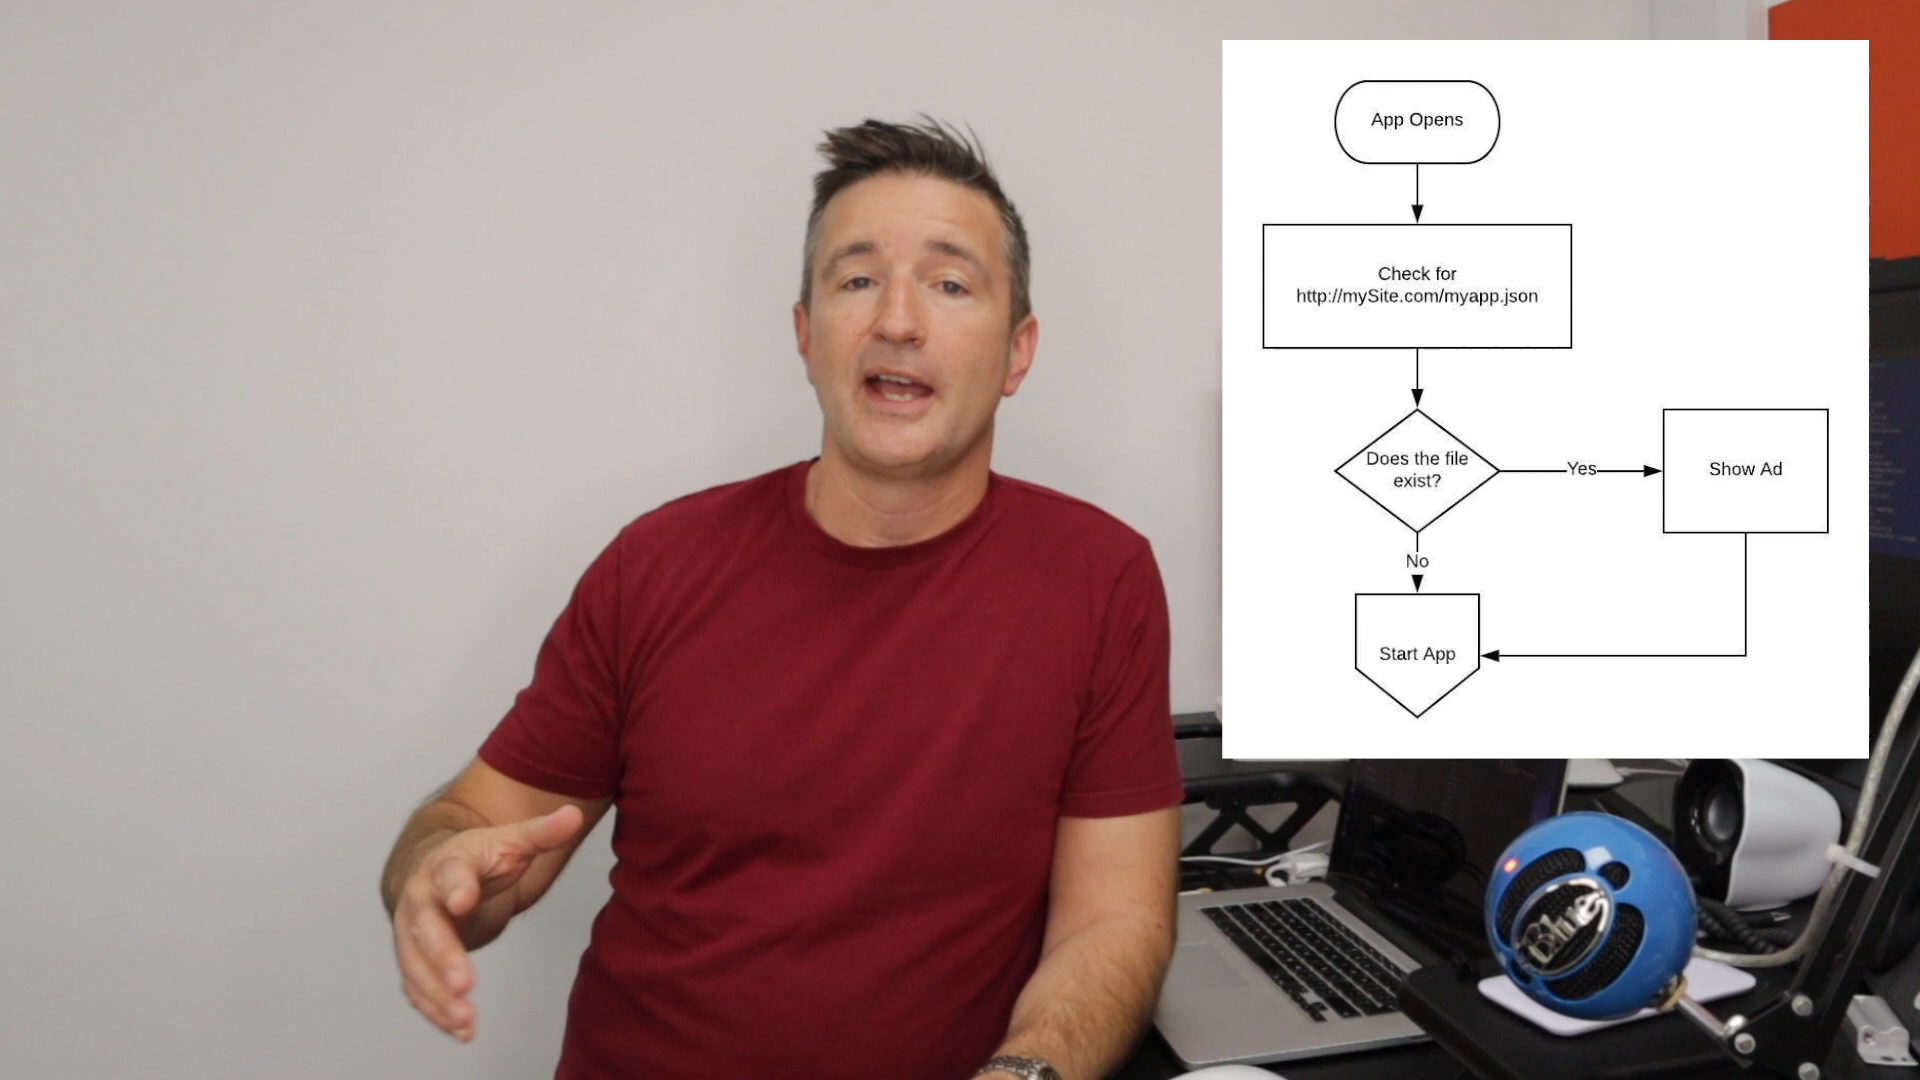 App Opens
Check for
http://mySite.com/myapp.json
Does the file
exist?
Yes
Show Ad
No
Start App
Blue